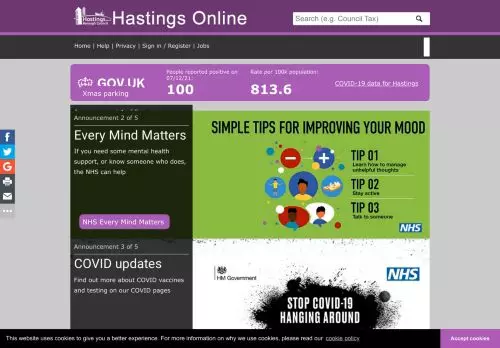 Hastings
Borough Council
Hastings Online
Search (e.g. Council Tax)
Home | Help | Privacy | Sign in / Register | Jobs
GOV.UK
Xmas parking
People reported positive on
07/12/21:
100
Rate per 100k population:
813.6
COVID-19 data for Hastings
Announcement 2 of 5
Every Mind Matters
If you need some mental health
support, or know someone who does,
the NHS can help
NHS Every Mind Matters
SIMPLE TIPS FOR IMPROVING YOUR MOOD
TIP 01
Learn how to manage
unhelpful thoughts
TIP 02
Stay active
TIP 03
Talk to someone
NHS
Announcement 3 of 5
COVID updates
Find out more about COVID vaccines
and testing on our COVID pages
HM Government
NHS
STOP COVID-19
HANGING AROUND
This website uses cookies to give you a better experience. For more information on why we use cookies, please read our cookie policy
Accept cookies